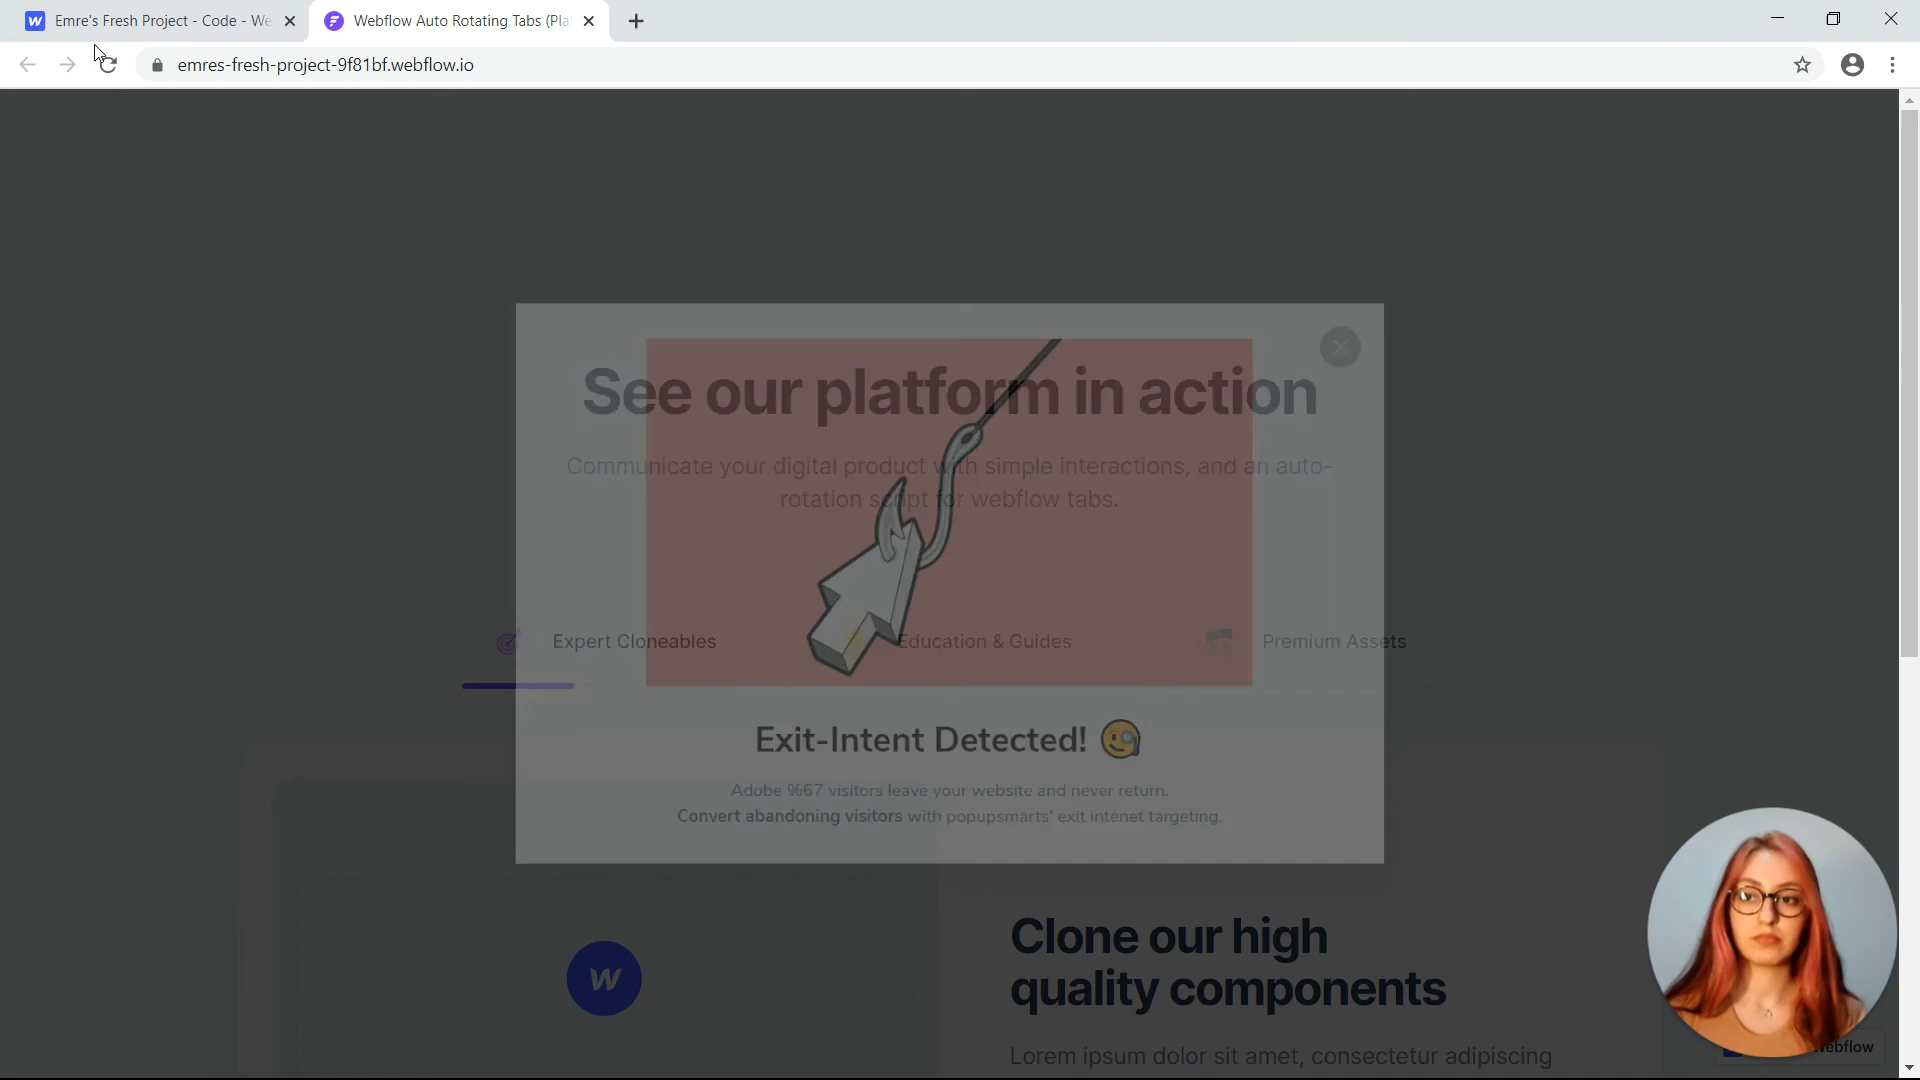 Emre's Fresh Project - Code - We
Webflow Auto Rotating Tabs (Pla
emres-fresh-project-9f81bf.webflow.io
See our platform in action
Communicate your digital product with simple interactions, and an auto-
rotation script for webflow tabs.
Expert Cloneables
Education & Guides
Premium Assets
Exit-Intent Detected!
Adobe %67 visitors leave your website and never return.
Convert abandoning visitors with popupsmarts' exit intenet targeting.
Clone our high
quality components
Lorem ipsum dolor sit amet, consectetur adipiscing
Webflow